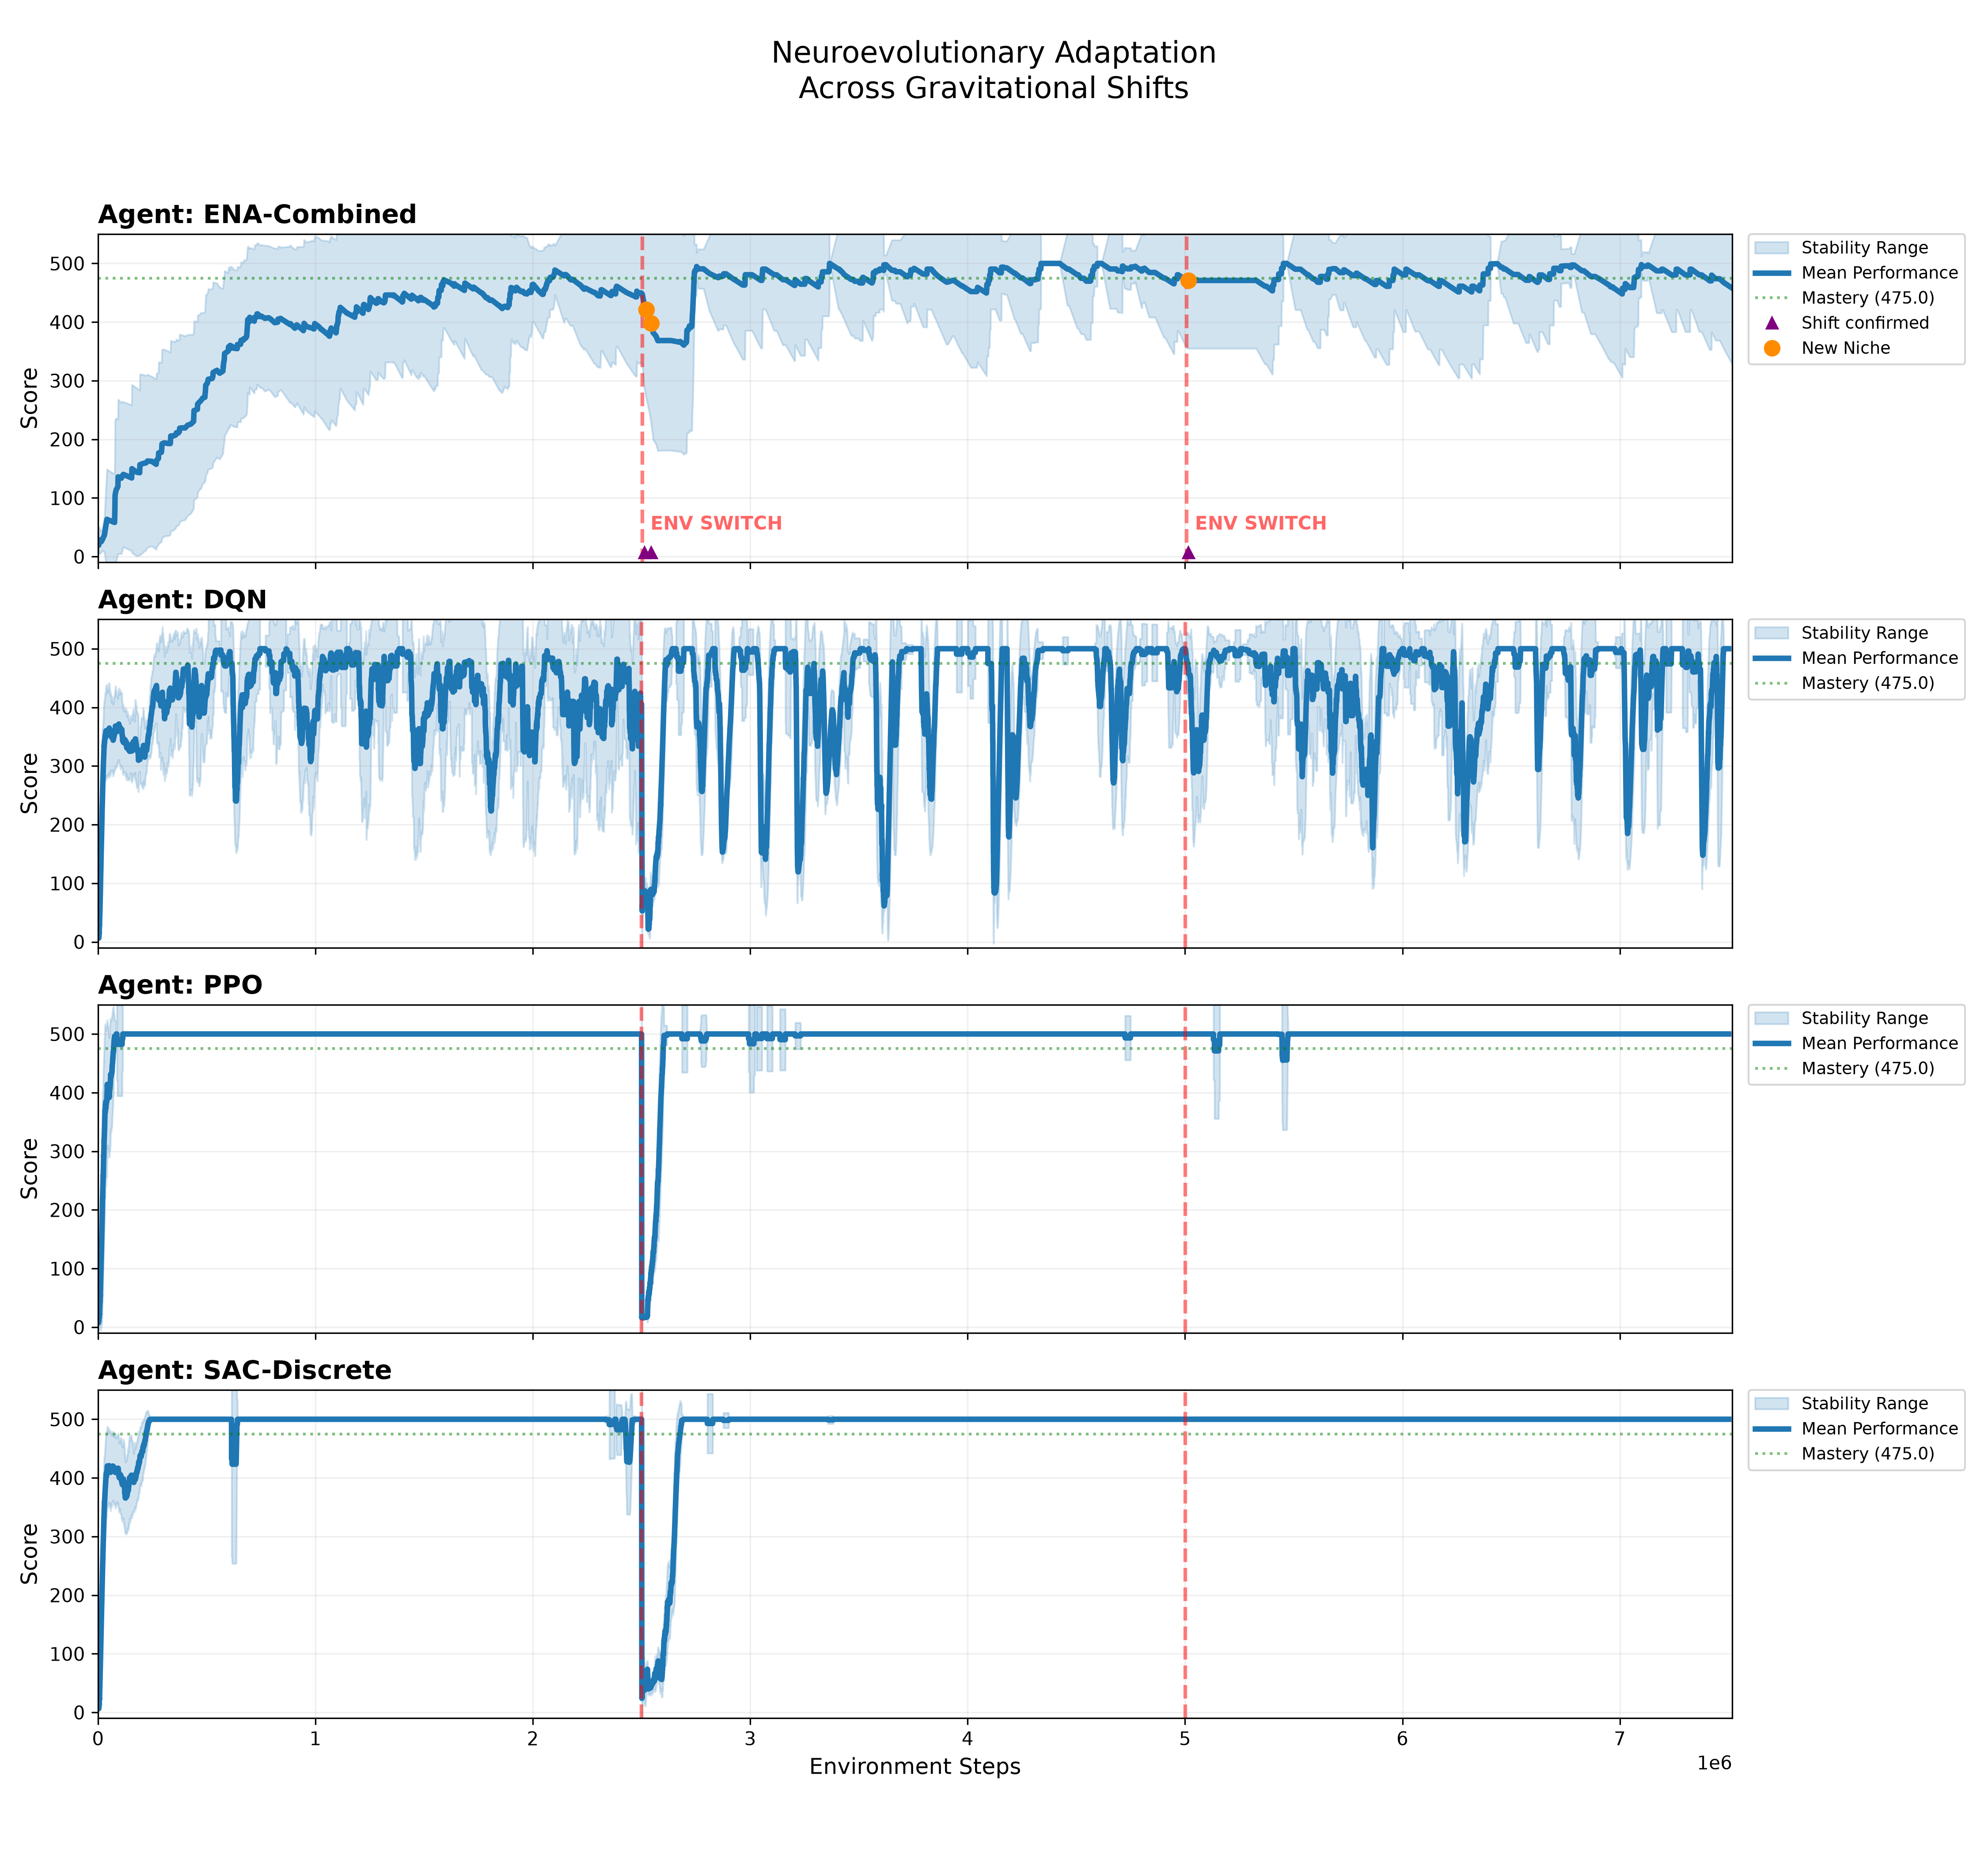 Neuroevolutionary Adaptation
Across Gravitational Shifts
Agent: ENA-Combined
Score
500
400
300
200
100
0
ENV SWITCH
ENV SWITCH
Stability Range
Mean Performance
Mastery (475.0)
Shift confirmed
New Niche
Agent: DQN
Score
500
400
300
200
100
0
Stability Range
Mean Performance
Mastery (475.0)
Agent: PPO
Score
500
400
300
200
100
0
Stability Range
Mean Performance
Mastery (475.0)
Agent: SAC-Discrete
Score
500
400
300
200
100
0
Stability Range
Mean Performance
Mastery (475.0)
0 1 2 3 4 5 6 7
1e6
Environment Steps